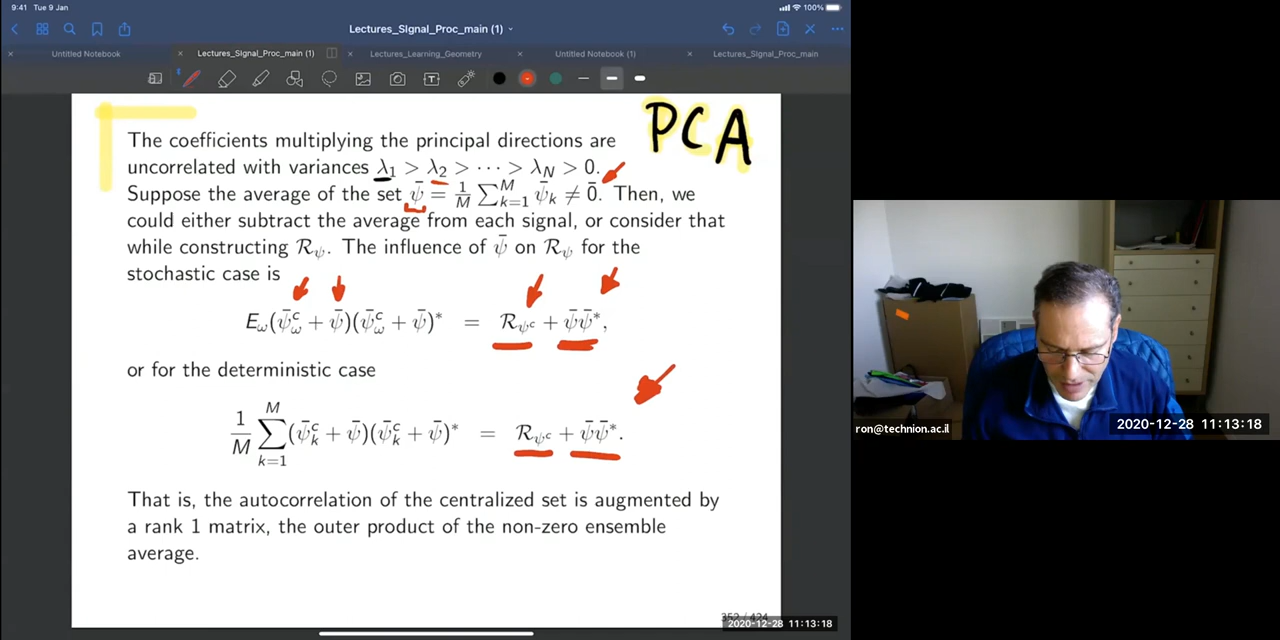 9:41 Tue 9 Jan
100%
Lectures_SIgnal_Proc_main (1)
Untitled Notebook
Lectures_SIgnal_Proc_main (1)
Lectures_Learning_Geometry
Untitled Notebook (1)
Lectures_SIgnal_Proc_main
PCA
The coefficients multiplying the principal directions are
uncorrelated with variances λ₁ > λ₂ > ⋯ > λ_N > 0.
Suppose the average of the set ψ̄ = 1/M ∑_{k=1}^{M} ψ̄_k ≠ 0̄. Then, we
could either subtract the average from each signal, or consider that
while constructing R_ψ. The influence of ψ̄ on R_ψ for the
stochastic case is
E_ω(ψ̄_ω^c + ψ̄)(ψ̄_ω^c + ψ̄)* = R_{ψ^c} + ψ̄ψ̄*,
or for the deterministic case
1/M ∑_{k=1}^{M} (ψ̄_k^c + ψ̄)(ψ̄_k^c + ψ̄)* = R_{ψ^c} + ψ̄ψ̄*.
That is, the autocorrelation of the centralized set is augmented by
a rank 1 matrix, the outer product of the non-zero ensemble
average.
2020-12-28 11:13:18
ron@technion.ac.il
2020-12-28 11:13:18